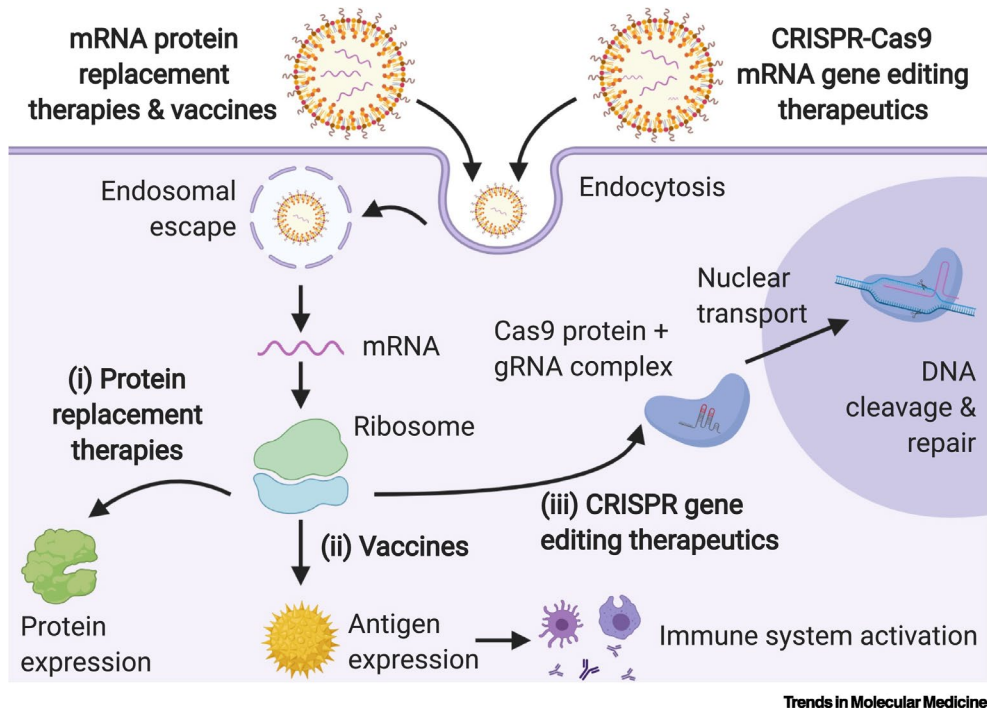 mRNA protein
replacement
therapies & vaccines
CRISPR-Cas9
mRNA gene editing
therapeutics
Endosomal
escape
Endocytosis
Nuclear
transport
mRNA
Cas9 protein +
gRNA complex
DNA
cleavage &
repair
(i) Protein
replacement
therapies
Ribosome
(iii) CRISPR gene
editing therapeutics
(ii) Vaccines
Protein
expression
Antigen
expression
Immune system activation
Trends in Molecular Medicine